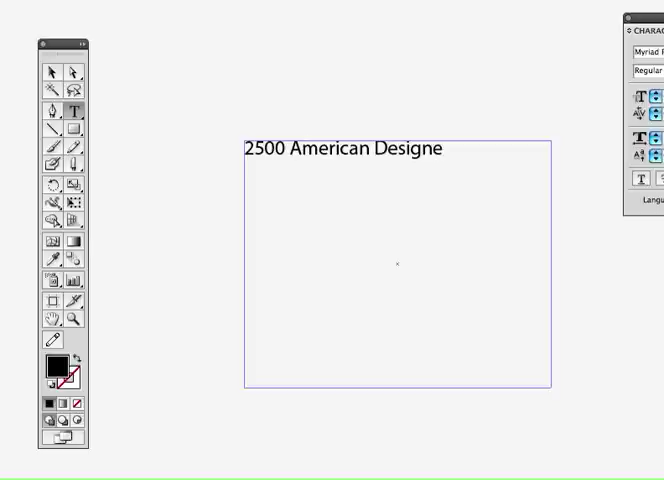 CHARAC
Myriad P
Regular
2500 American Designe
Langu